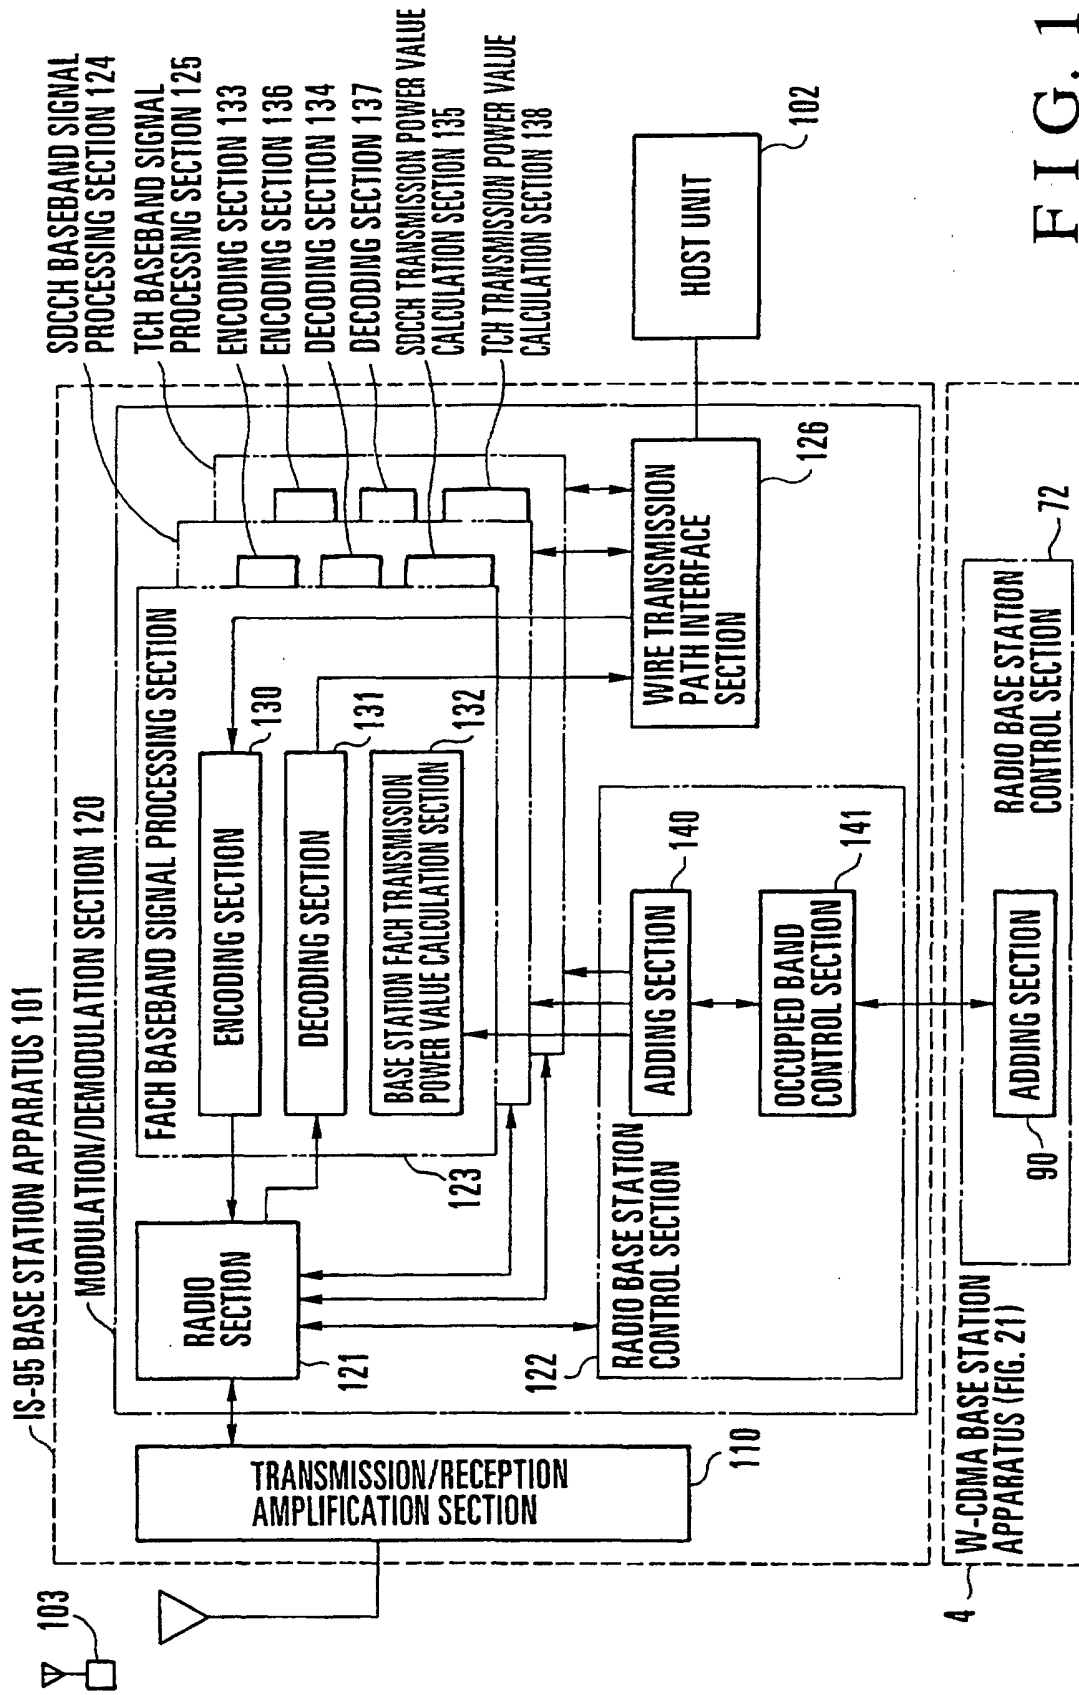 IS-95 BASE STATION APPARATUS 101
MODULATION/DEMODULATION SECTION 120
SDCCH BASEBAND SIGNAL
PROCESSING SECTION 124
TCH BASEBAND SIGNAL
PROCESSING SECTION 125
ENCODING SECTION 133
ENCODING SECTION 136
DECODING SECTION 134
DECODING SECTION 137
SDCCH TRANSMISSION POWER VALUE
CALCULATION SECTION 135
TCH TRANSMISSION POWER VALUE
CALCULATION SECTION 138
103
TRANSMISSION/RECEPTION
AMPLIFICATION SECTION
110
RADIO
SECTION
121
FACH BASEBAND SIGNAL PROCESSING SECTION
ENCODING SECTION
130
DECODING SECTION
131
BASE STATION FACH TRANSMISSION
POWER VALUE CALCULATION SECTION
132
123
WIRE TRANSMISSION
PATH INTERFACE
SECTION
126
HOST UNIT
102
RADIO BASE STATION
CONTROL SECTION
122
ADDING SECTION
140
OCCUPIED BAND
CONTROL SECTION
141
W-CDMA BASE STATION
APPARATUS (FIG. 21)
4
ADDING SECTION
90
RADIO BASE STATION
CONTROL SECTION
72
FIG. 1